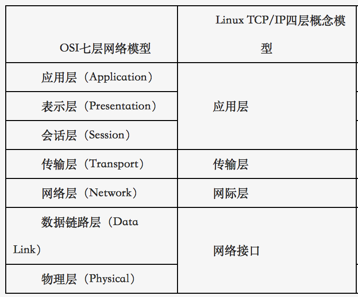 OSI七层网络模型
Linux TCP/IP四层概念模
型
应用层（Application）
表示层（Presentation）
会话层（Session）
应用层
传输层（Transport）
传输层
网络层（Network）
网际层
数据链路层（Data
Link）
物理层（Physical）
网络接口